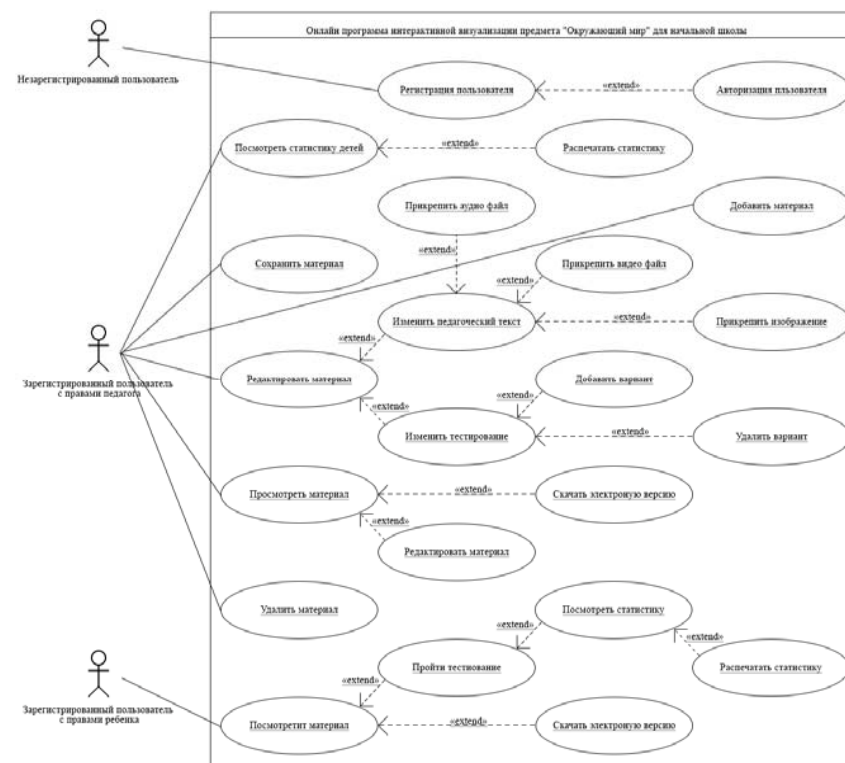 Онлайн программа интерактивной визуализации предмета "Окружающий мир" для начальной школы
Незарегистрированный пользователь
Регистрация пользователя
«extend»
Авторизация пльзователя
Посмотреть статистику детей
«extend»
Распечатать статистику
Прикрепить аудио файл
Добавить материал
«extend»
Сохранить материал
Прикрепить видео файл
«extend»
Изменить педагоческий текст
«extend»
Прикрепить изображение
«extend»
Зарегистрированный пользователь
с правами педагога
Редактировать материал
Добавить вариант
«extend»
«extend»
Изменить тестирование
«extend»
Удалить вариант
Просмотреть материал
«extend»
Скачать электроную версию
«extend»
Редактировать материал
Удалить материал
Посмотреть статистику
«extend»
«extend»
Пройти тестиование
Распечатать статистику
«extend»
Зарегистрированный пользователь
с правами ребенка
Посмотретит материал
«extend»
Скачать электроную версию